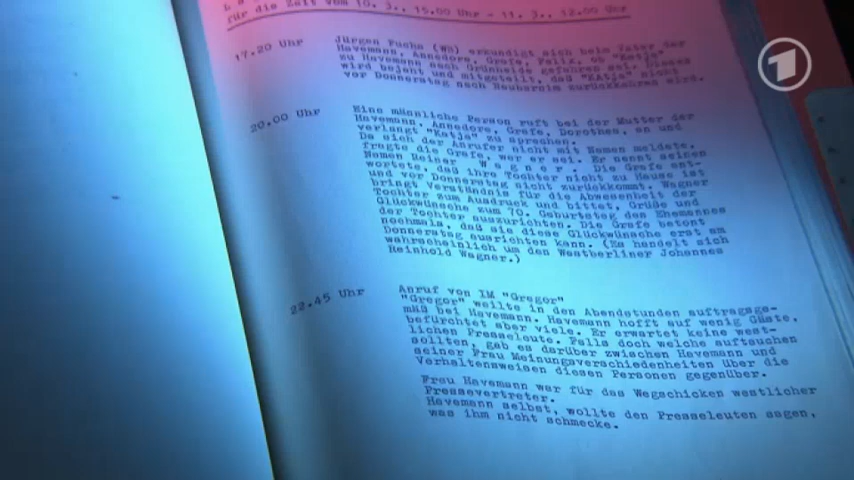 für die Zeit vom 10. 3., 15.00 Uhr - 11. 3., 12.00 Uhr
17.20 Uhr
Jürgen Fuchs (Wb) erkundigt sich beim Vater der
Havemann, Annedore, Grafe, Felix, ob "Katja"
zu Havemann nach Grünheide gefahren sei. Dieses
wird bejaht und mitgeteilt, daß "Katja" nicht
vor Donnerstag nach zurückkehren wird.
20.00 Uhr
Eine männliche Person ruft bei der Mutter der
Havemann, Annedore, Grafe, Dorothea, an und
verlangt "Katja" zu sprechen.
Da sich der Anrufer nicht mit Namen meldete,
fragte die Grafe, wer er sei. Er nennt seinen
Namen Reiner W a g n e r . Die Grafe ent-
wortete, daß ihre Tochter nicht zu Hause ist
und vor Donnerstag nicht zurückkommt. Wagner
bringt Verständnis für die Abwesenheit der
Tochter zum Ausdruck und bittet, Grüße und
Glückwünsche zum 70. Geburtstag des Ehemannes
der Tochter auszurichten. Die Grafe betont
nochmals, daß sie diese Glückwünsche erst am
Donnerstag ausrichten kann. (Es handelt sich
wahrscheinlich um den Westberliner Johannes
Reinhold Wagner.)
22.45 Uhr
Anruf von IM "Gregor"
"Gregor" weilte in den Abendstunden auftragsge-
mäß bei Havemann. Havemann hofft auf wenig Gäste,
befürchtet aber viele. Er erwartet keine west-
lichen Presseleute. Falls doch welche auftauchen
sollten, gab es darüber zwischen Havemann und
seiner Frau Meinungsverschiedenheiten über die
Verhaltensweisen diesen Personen gegenüber.
Frau Havemann war für das Wegschicken westlicher
Pressevertreter.
Havemann selbst, wollte den Presseleuten sagen,
was ihm nicht schmecke.
1